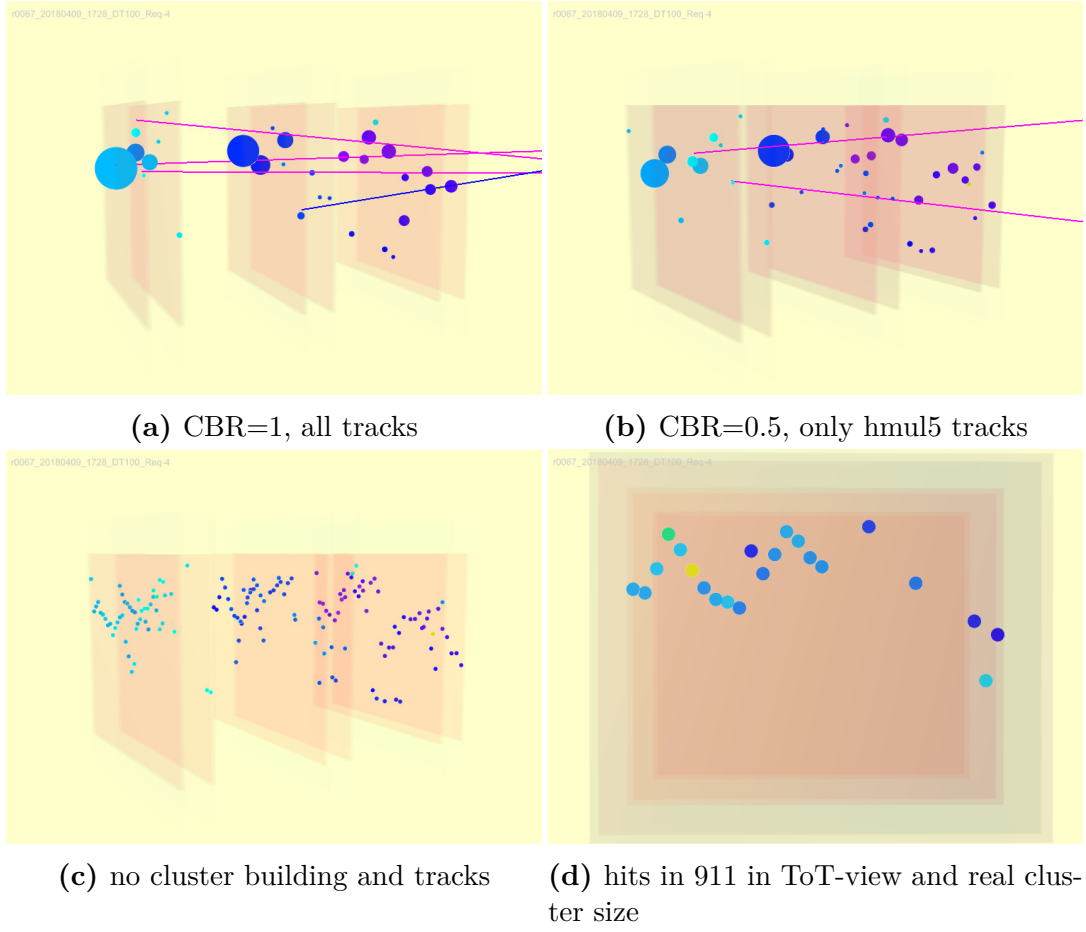 r0067_20180409_1728_DT100_Req-4
r0067_20180409_1728_DT100_Req-4
(a) CBR=1, all tracks
(b) CBR=0.5, only hmul5 tracks
r0067_20180409_1728_DT100_Req-4
r0067_20180409_1728_DT100_Req-4
(c) no cluster building and tracks
(d) hits in 911 in ToT-view and real clus-
ter size